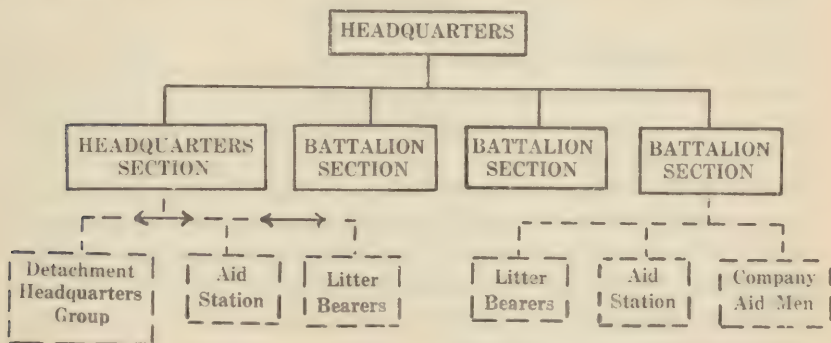 HEADQUARTERS
HEADQUARTERS
SECTION
BATTALION
SECTION
BATTALION
SECTION
BATTALION
SECTION
Detachment
Headquarters
Group
Aid
Station
Litter
Bearers
Litter
Bearers
Aid
Station
Company
Aid Men